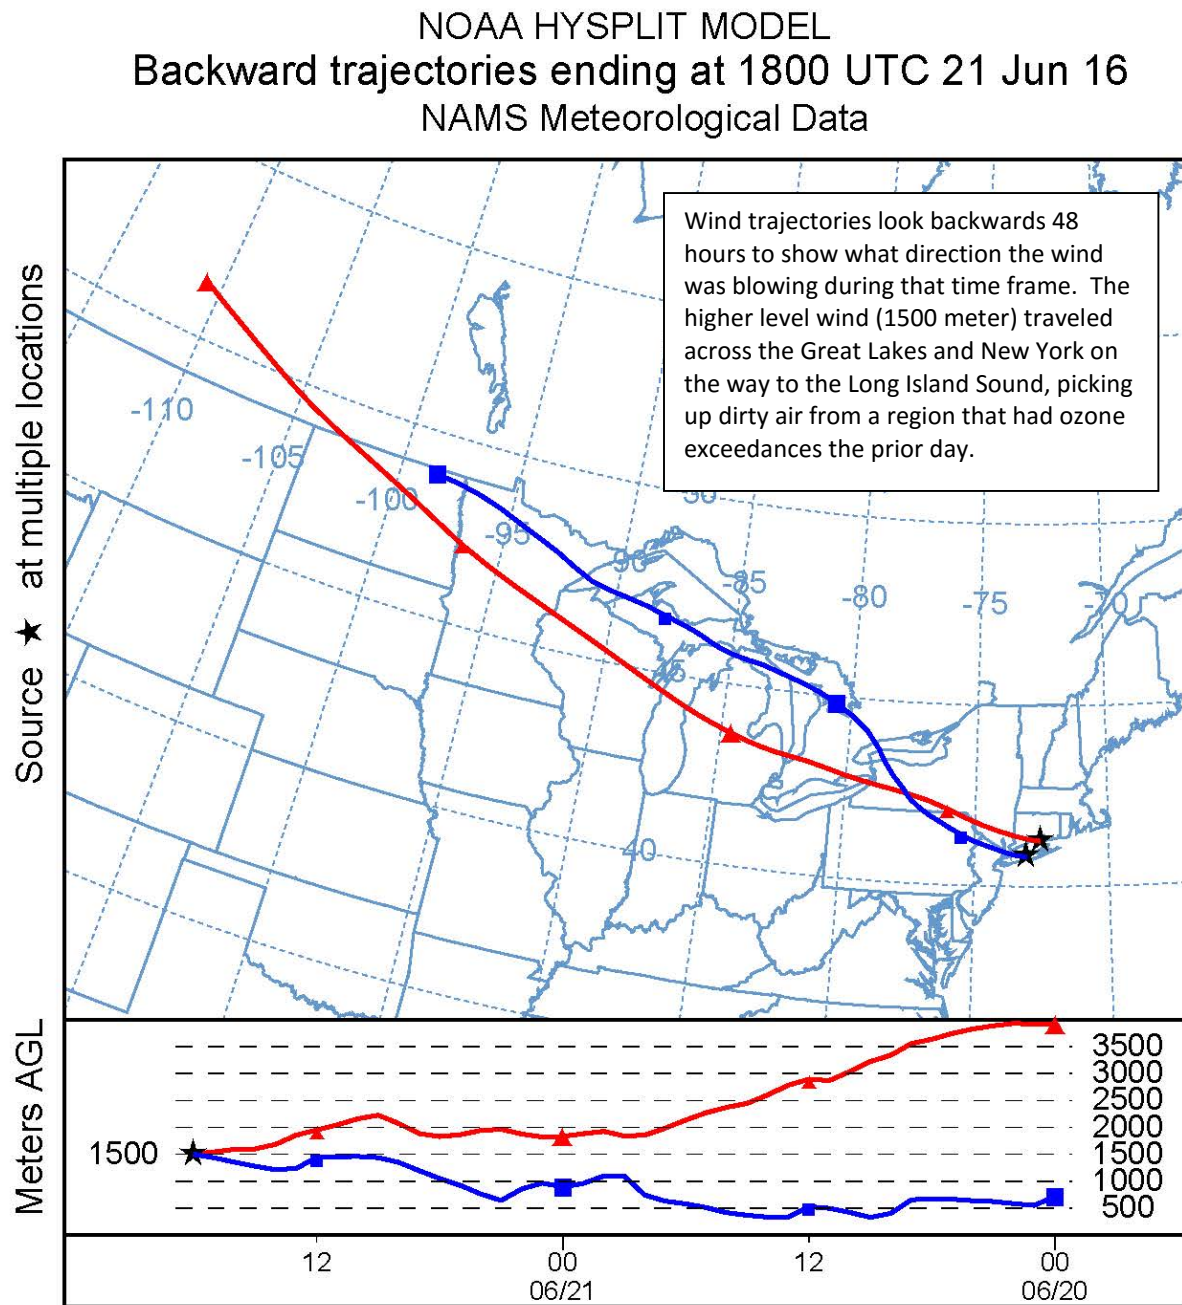 NOAA HYSPLIT MODEL
Backward trajectories ending at 1800 UTC 21 Jun 16
NAMS Meteorological Data
Source ★ at multiple locations
Wind trajectories look backwards 48
hours to show what direction the wind
was blowing during that time frame.  The
higher level wind (1500 meter) traveled
across the Great Lakes and New York on
the way to the Long Island Sound, picking
up dirty air from a region that had ozone
exceedances the prior day.
-110
-105
-100
-95
-90
-85
-80
-75
-70
50
45
40
Meters AGL
1500
3500
3000
2500
2000
1500
1000
500
12
00
12
00
06/21
06/20